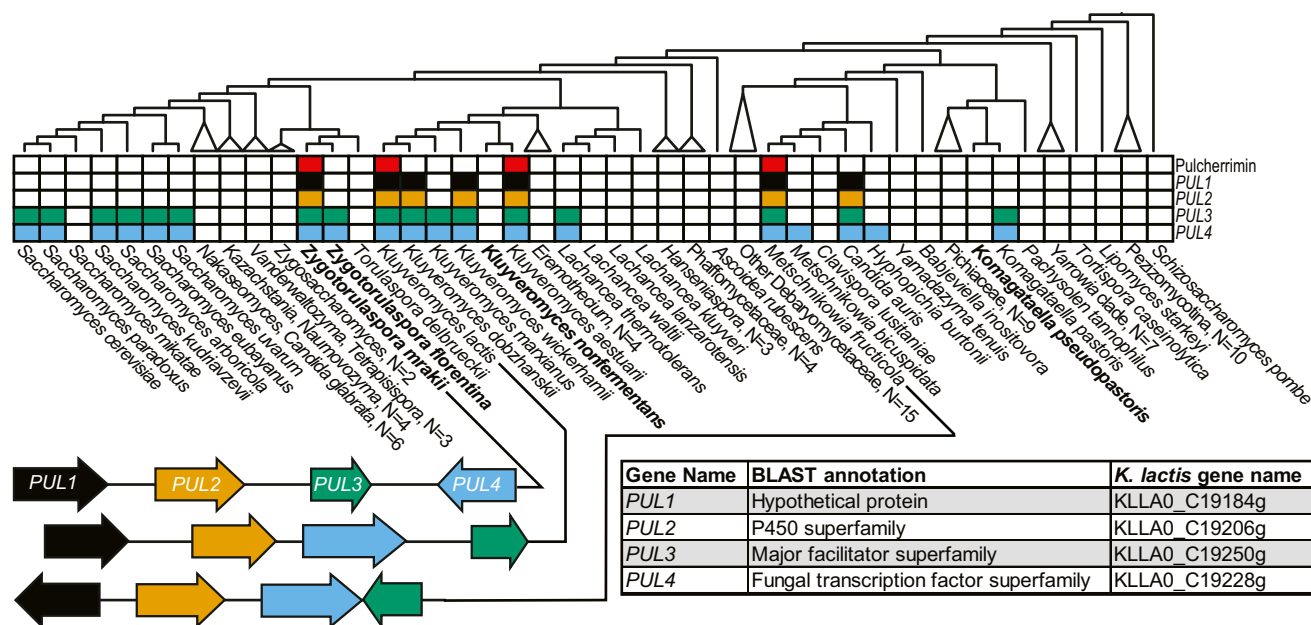 Pulcherrimin
PUL1
PUL2
PUL3
PUL4
Saccharomyces cerevisiae
Saccharomyces paradoxus
Saccharomyces mikatae
Saccharomyces kudriavzevii
Saccharomyces arboricola
Saccharomyces eubayanus
Saccharomyces uvarum
Nakaseomyces, Candida glabrata, N=6
Kazachstania, Naumovozyma, N=4
Vanderwaltozyma, Tetrapisispora, N=3
Zygosaccharomyces, N=2
Zygotorulaspora mrakii
Zygotorulaspora florentina
Torulaspora delbrueckii
Kluyveromyces lactis
Kluyveromyces dobzhanskii
Kluyveromyces marxianus
Kluyveromyces wickerhamii
Kluyveromyces nonfermentans
Kluyveromyces aestuarii
Eremothecium, N=4
Lachancea thermotolerans
Lachancea waltii
Lachancea lanzarotensis
Lachancea kluyveri
Hanseniaspora, N=3
Phaffomycetaceae, N=4
Ascoidea rubescens
Other Debaryomycetaceae, N=15
Metschnikowia fructicola
Metschnikowia bicuspidata
Clavispora lusitaniae
Candida auris
Hyphopichia burtonii
Yamadazyma tenuis
Babjeviella inositovora
Pichiaceae, N=9
Komagataella pseudopastoris
Komagataella pastoris
Pachysolen tannophilus
Yarrowia clade, N=7
Tortispora caseinolytica
Lipomyces starkeyi
Pezizomycotina, N=10
Schizosaccharomyces pombe
PUL1 PUL2 PUL3 PUL4
Gene Name BLAST annotation K. lactis gene name
PUL1 Hypothetical protein KLLA0_C19184g
PUL2 P450 superfamily KLLA0_C19206g
PUL3 Major facilitator superfamily KLLA0_C19250g
PUL4 Fungal transcription factor superfamily KLLA0_C19228g